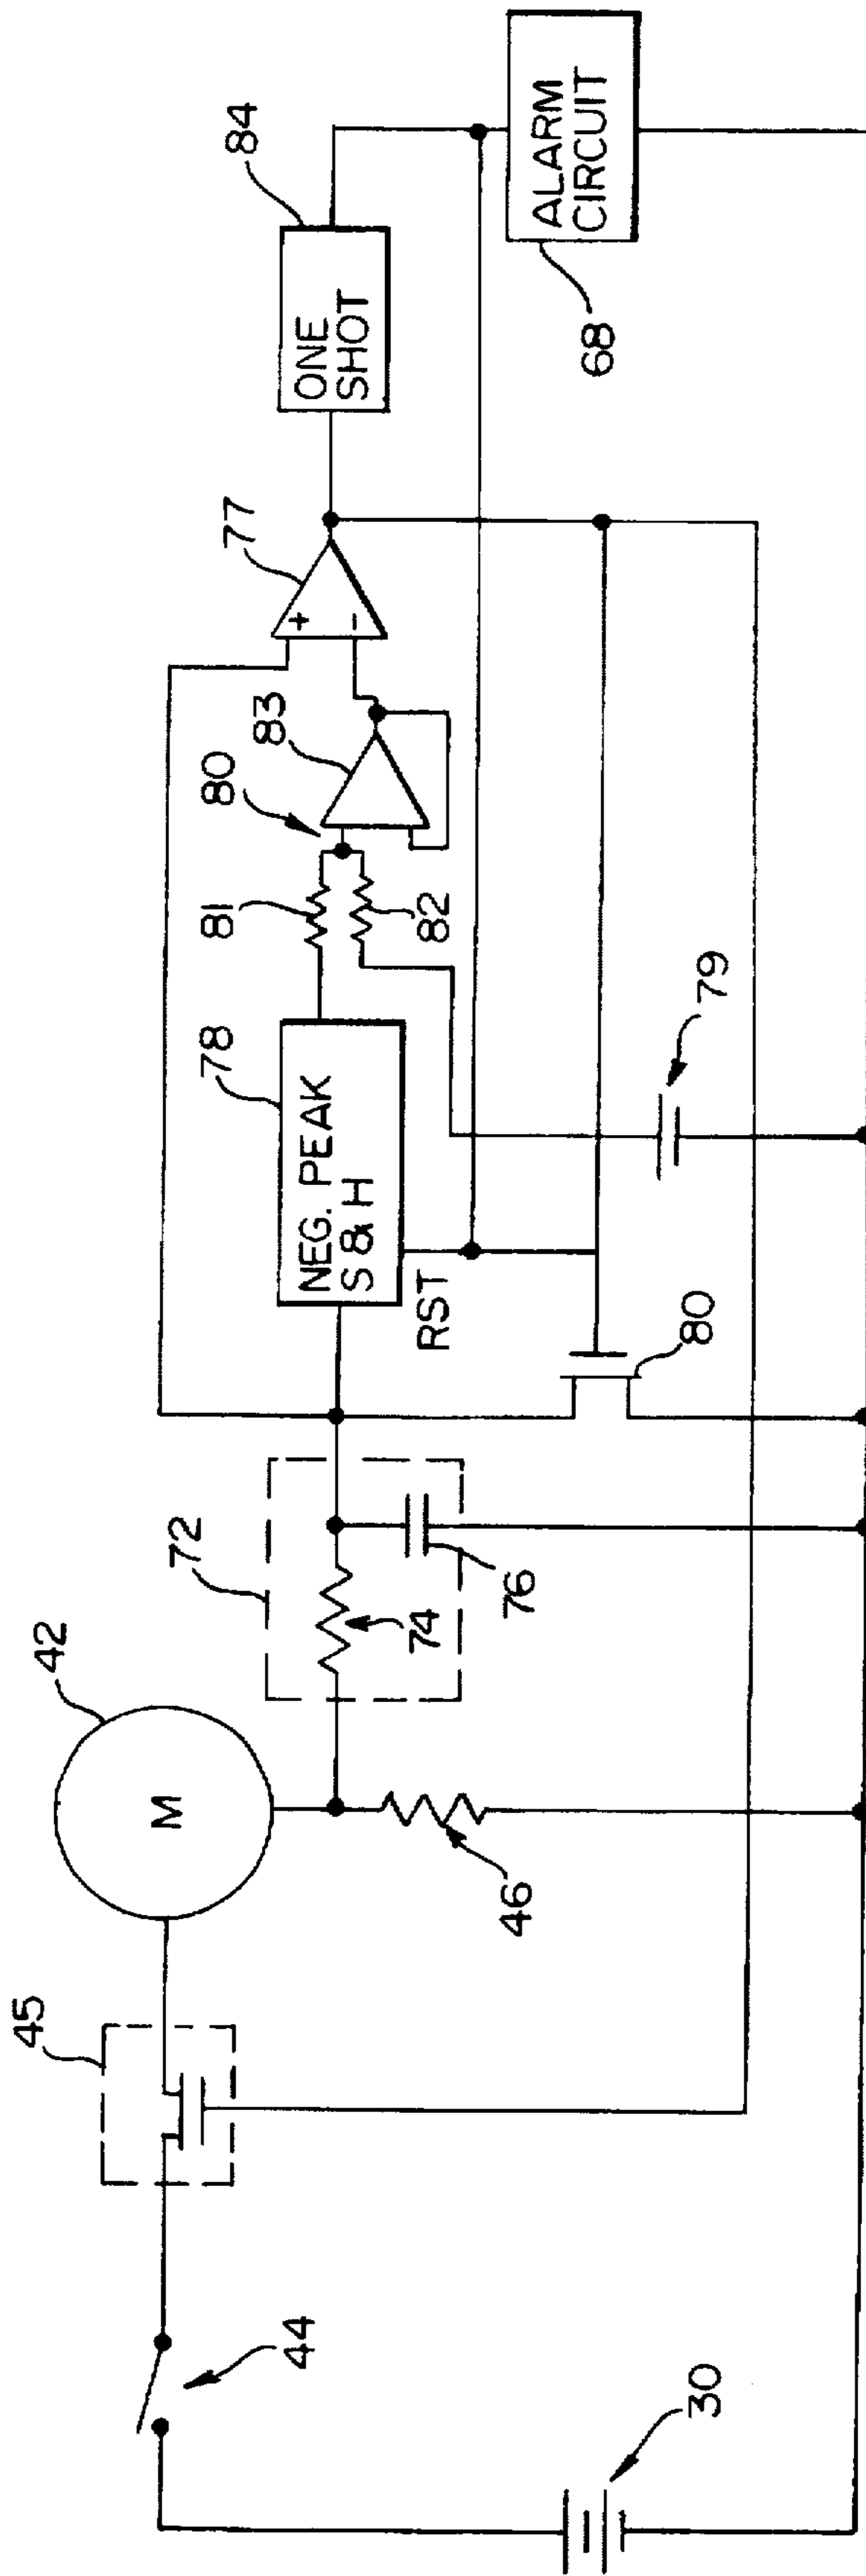 45
42
M
44
30
46
72
74
76
78
NEG. PEAK
S & H
RST
80
81
82
80
83
+
-
77
79
ONE
SHOT
84
ALARM
CIRCUIT
68